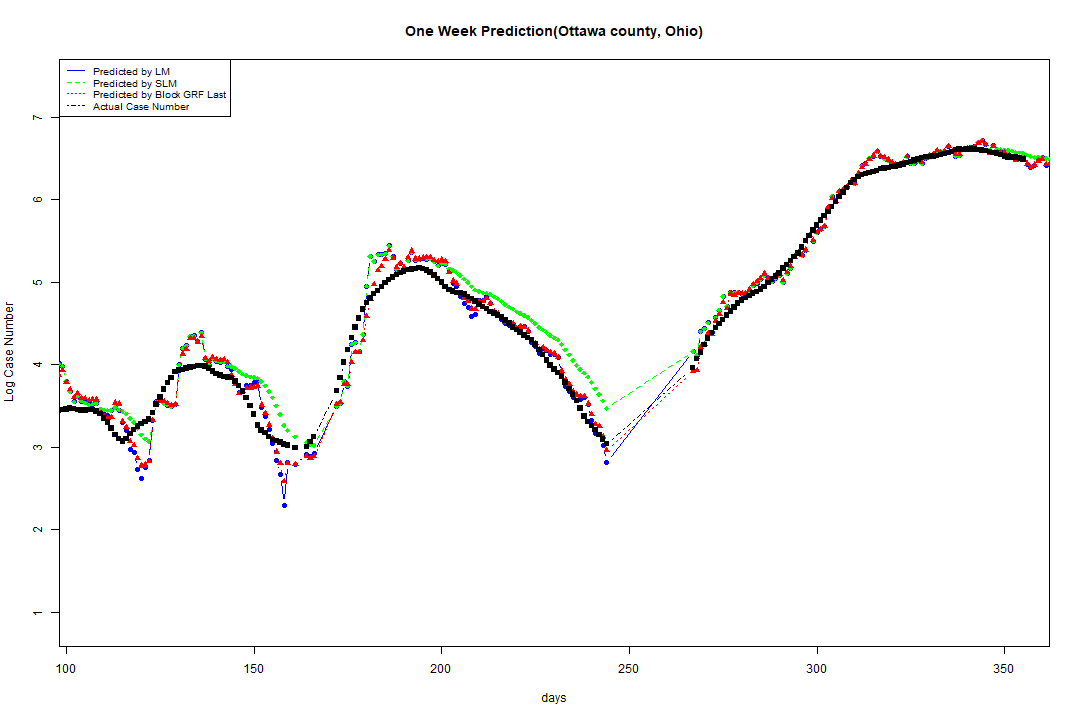 One Week Prediction(Ottawa county, Ohio)
Predicted by LM
Predicted by SLM
Predicted by Block GRF Last
Actual Case Number
Log Case Number
7
6
5
4
3
2
1
100 150 200 250 300 350
days